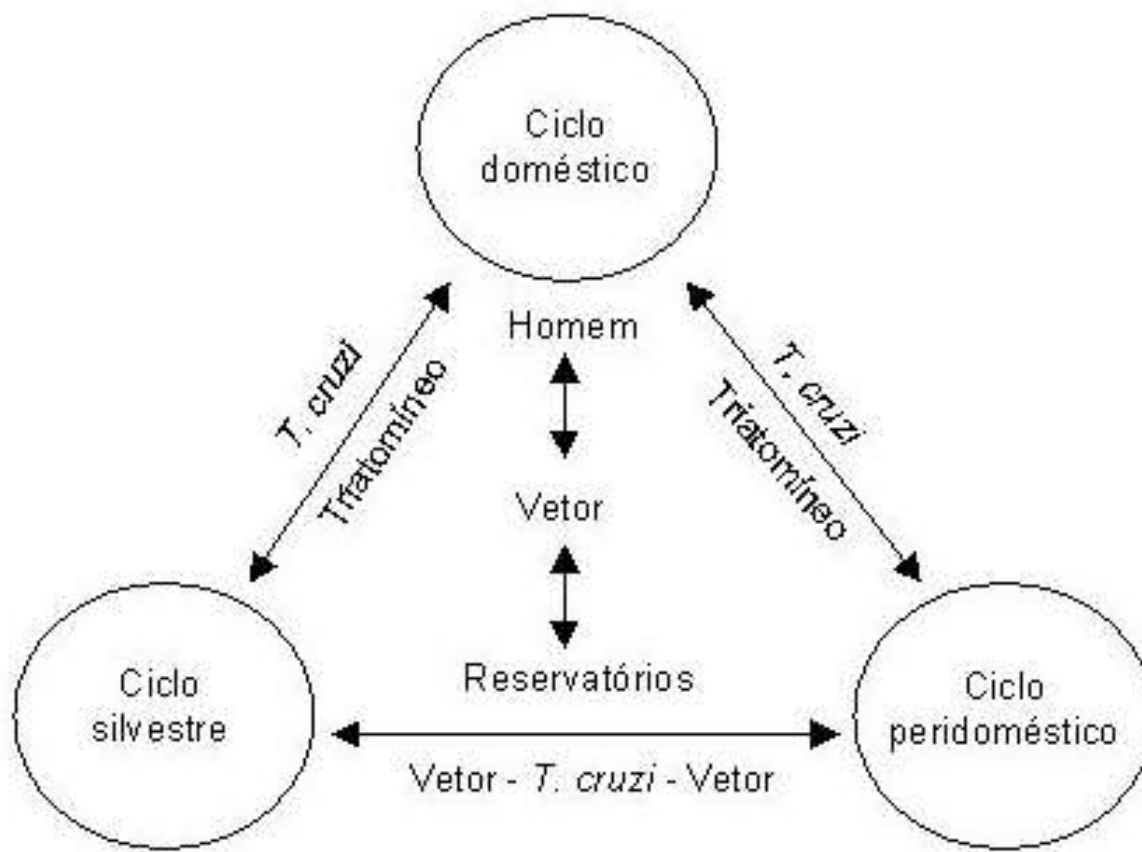 Ciclo
doméstico
Homem
T. cruzi
Triatomíneo
T. cruzi
Triatomíneo
Vetor
Reservatórios
Ciclo
silvestre
Ciclo
peridoméstico
Vetor - T. cruzi - Vetor